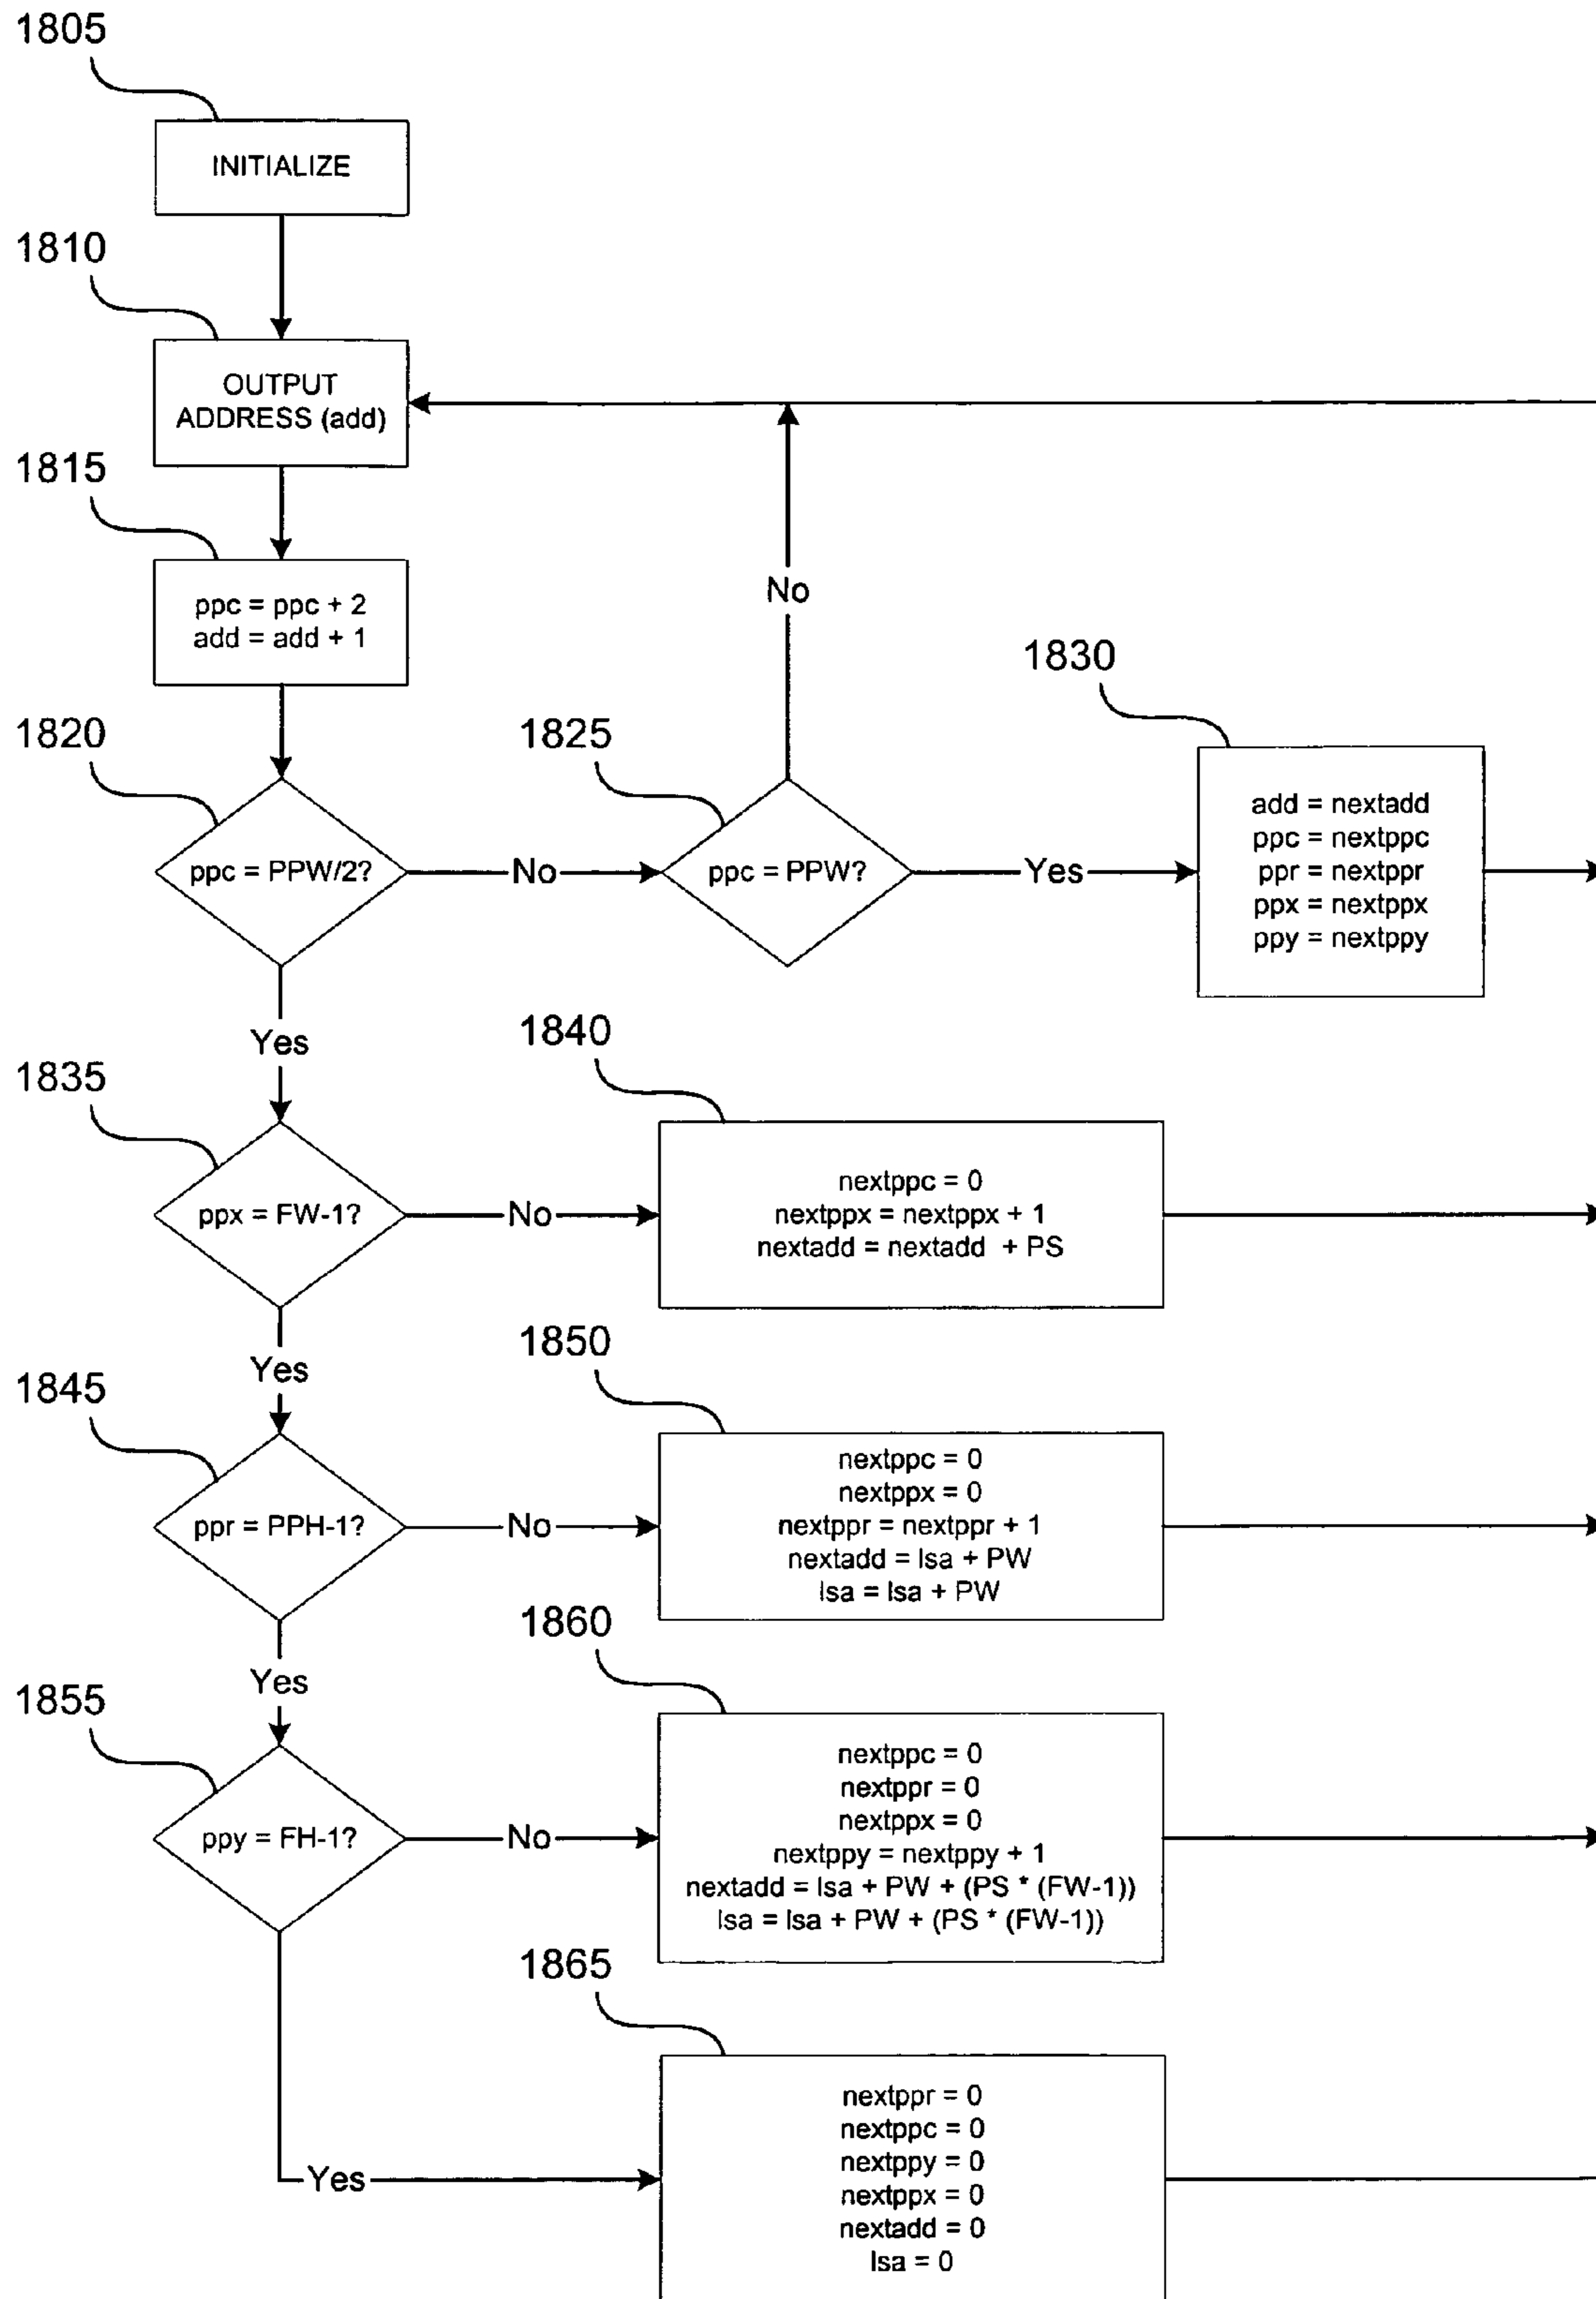 1805
INITIALIZE
1810
OUTPUT
ADDRESS (add)
1815
ppc = ppc + 2
add = add + 1
No
1820
ppc = PPW/2?
No
1825
ppc = PPW?
Yes
1830
add = nextadd
ppc = nextppc
ppr = nextppr
ppx = nextppx
ppy = nextppy
Yes
1835
ppx = FW-1?
No
1840
nextppc = 0
nextppx = nextppx + 1
nextadd = nextadd + PS
Yes
1845
ppr = PPH-1?
No
1850
nextppc = 0
nextppx = 0
nextppr = nextppr + 1
nextadd = lsa + PW
lsa = lsa + PW
Yes
1855
ppy = FH-1?
No
1860
nextppc = 0
nextppr = 0
nextppx = 0
nextppy = nextppy + 1
nextadd = lsa + PW + (PS * (FW-1))
lsa = lsa + PW + (PS * (FW-1))
Yes
1865
nextppr = 0
nextppc = 0
nextppy = 0
nextppx = 0
nextadd = 0
lsa = 0